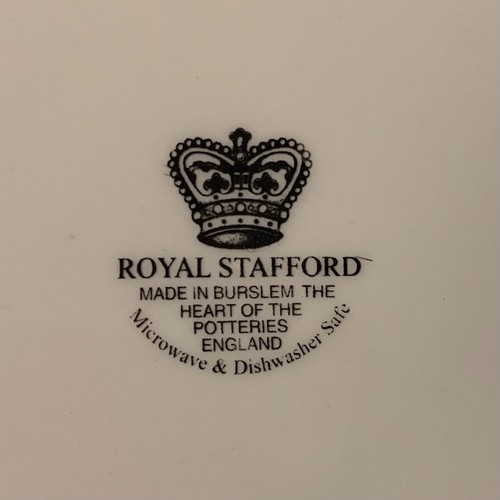 ROYAL STAFFORD
MADE IN BURSLEM THE
HEART OF THE
POTTERIES
ENGLAND
Microwave & Dishwasher Safe